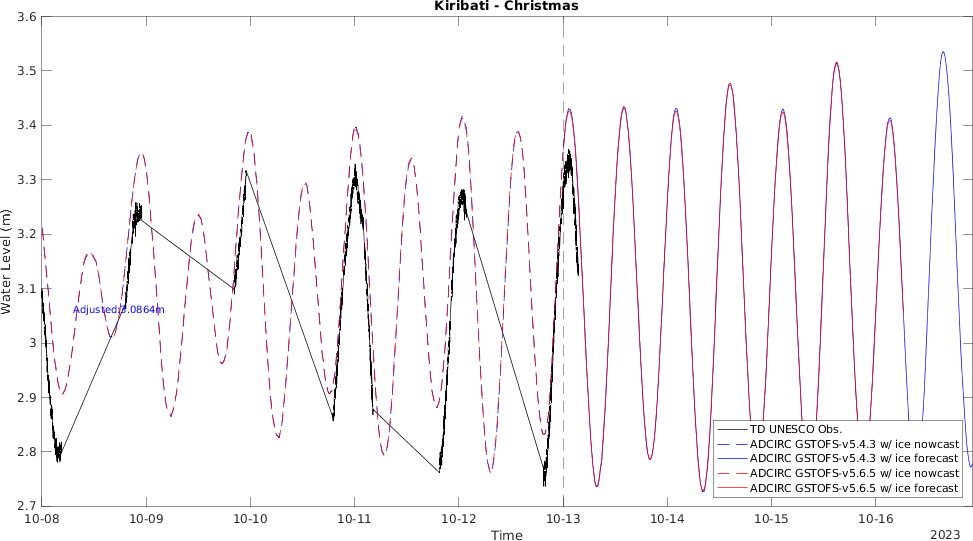 Kiribati - Christmas
3.6
3.5
3.4
3.3
3.2
3.1
3
2.9
2.8
2.7
Water Level (m)
Adjusted:3.0864m
TD UNESCO Obs.
ADCIRC GSTOFS-v5.4.3 w/ ice nowcast
ADCIRC GSTOFS-v5.4.3 w/ ice forecast
ADCIRC GSTOFS-v5.6.5 w/ ice nowcast
ADCIRC GSTOFS-v5.6.5 w/ ice forecast
10-08 10-09 10-10 10-11 10-12 10-13 10-14 10-15 10-16
Time
2023